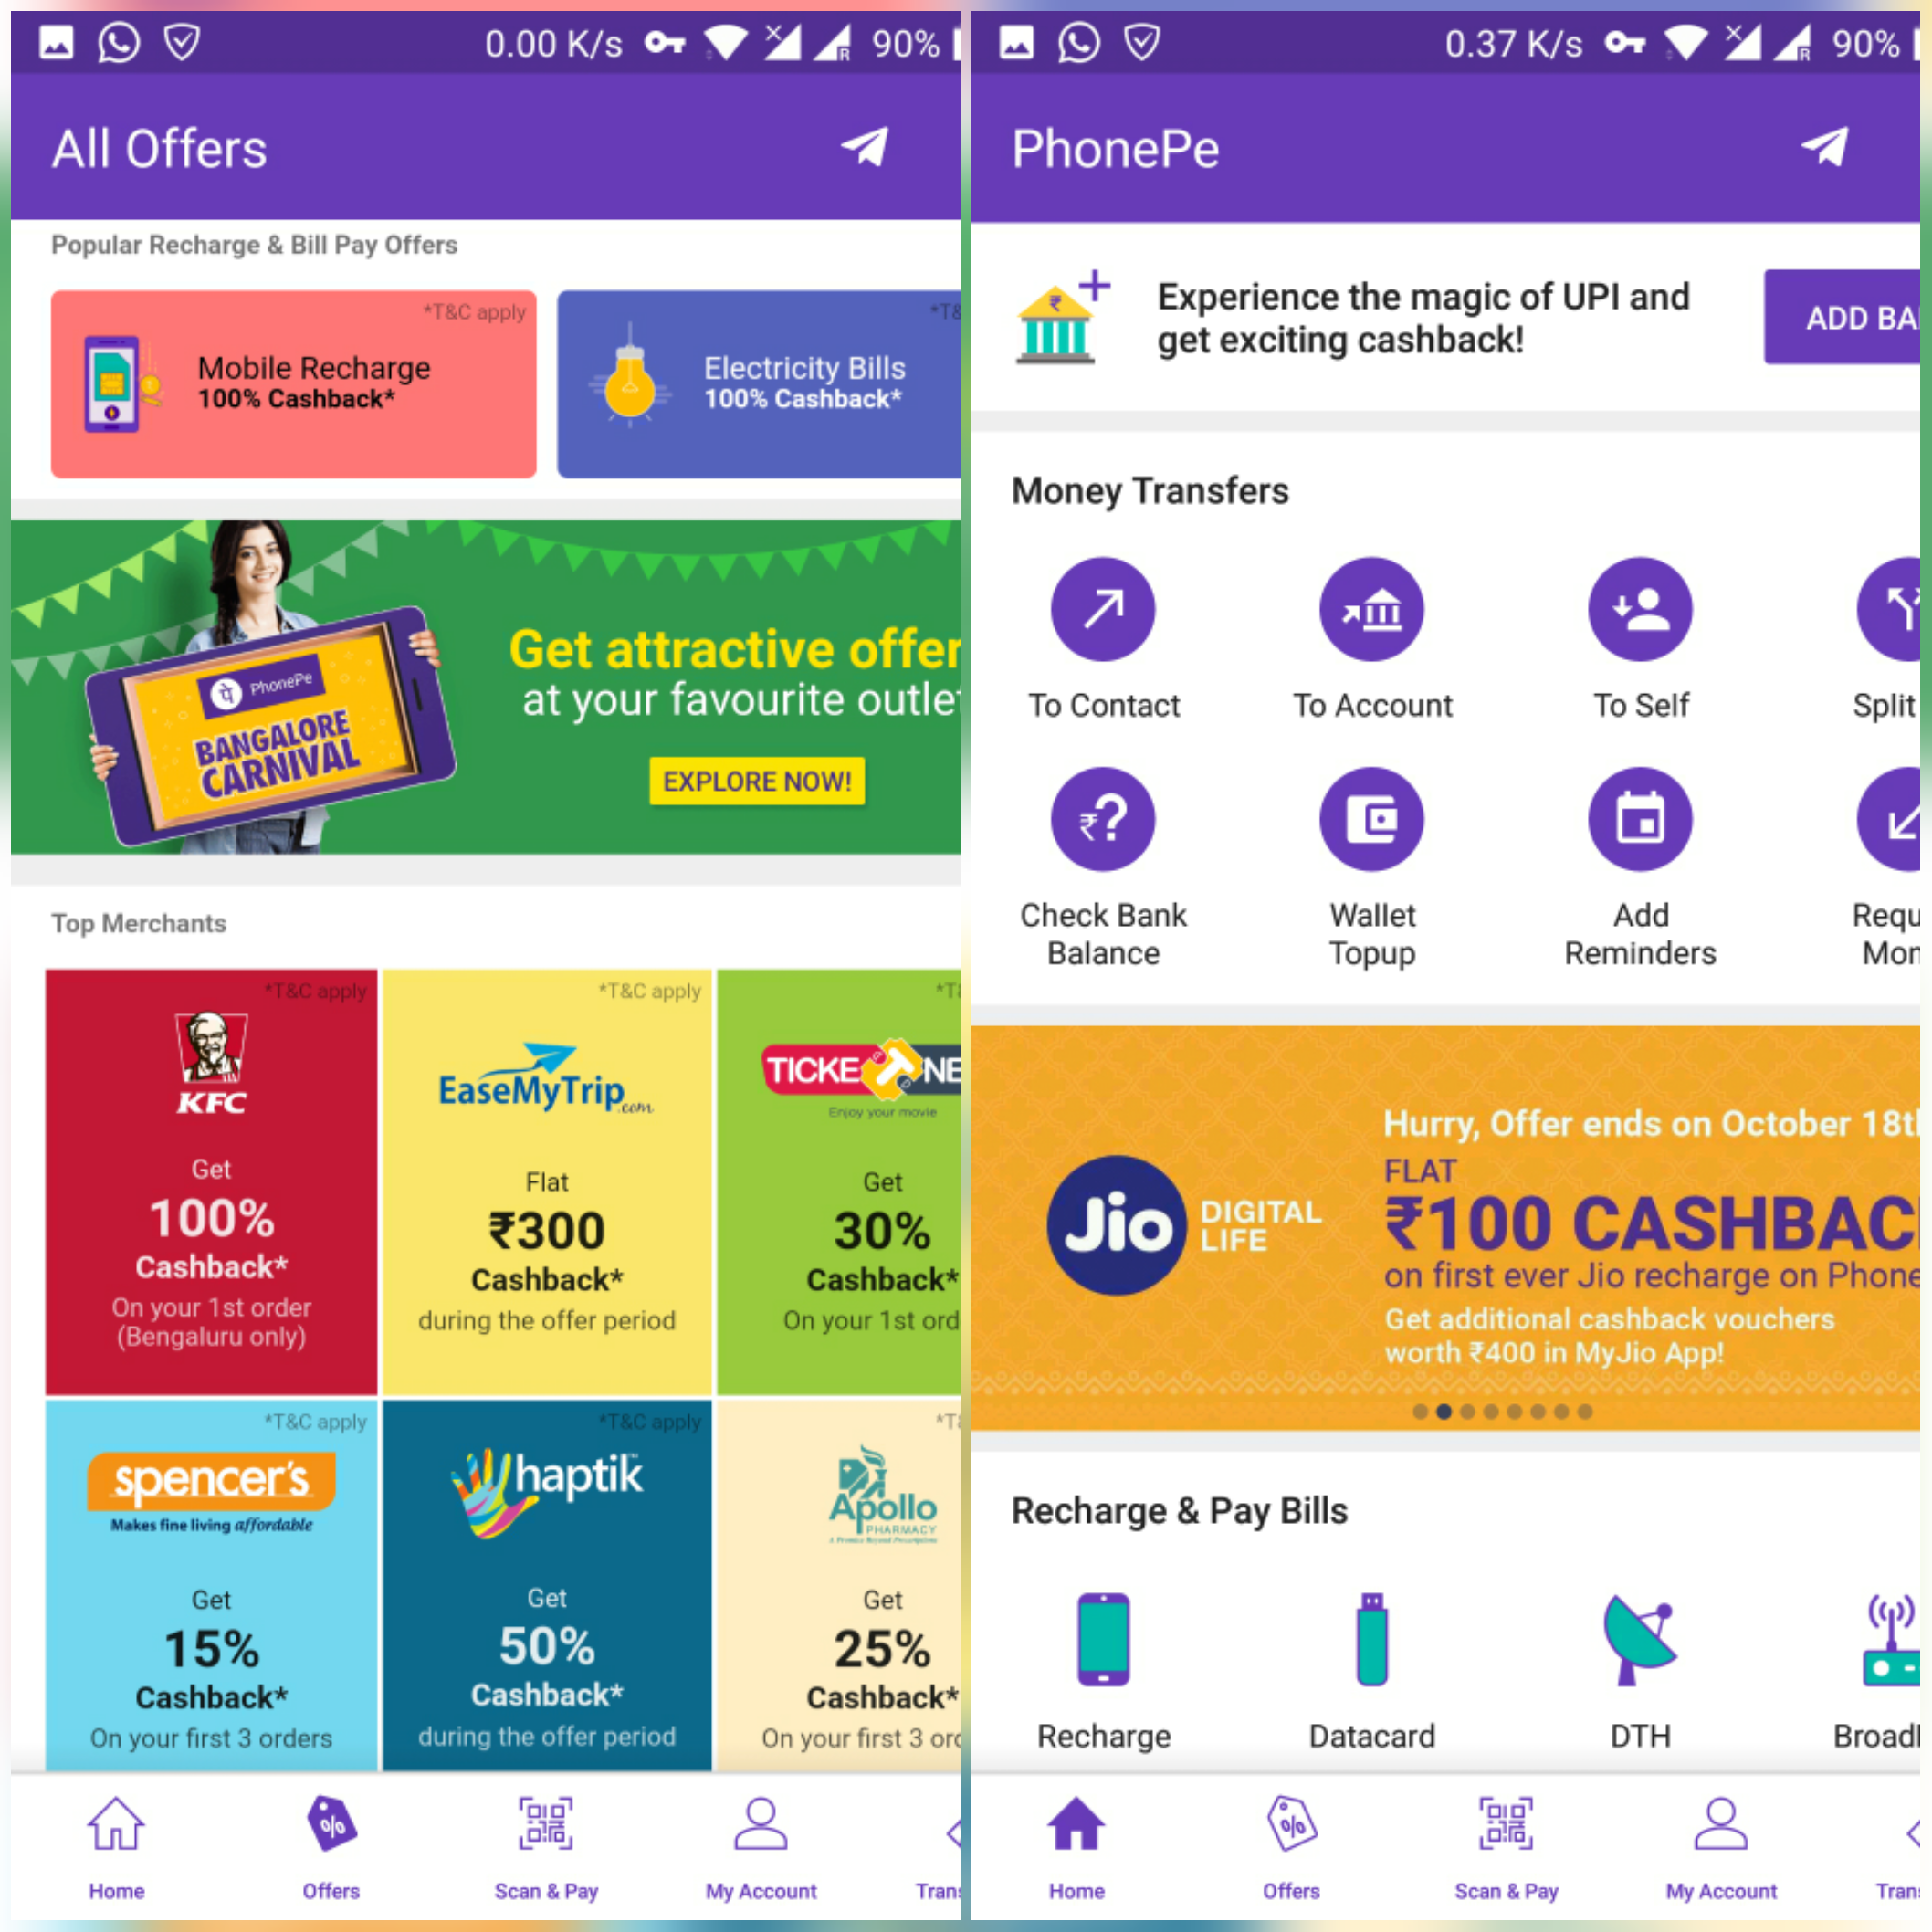 0.00 K/s 90%
All Offers
Popular Recharge & Bill Pay Offers
*T&C apply
Mobile Recharge
100% Cashback*
Electricity Bills
100% Cashback*
PhonePe
BANGALORE
CARNIVAL
Get attractive offer
at your favourite outlet
EXPLORE NOW!
Top Merchants
*T&C apply
KFC
Get
100%
Cashback*
On your 1st order
(Bengaluru only)
*T&C apply
EaseMyTrip.com
Flat
₹300
Cashback*
during the offer period
TICKET NE
Enjoy your movie
Get
30%
Cashback*
On your 1st ord
*T&C apply
spencer's
Makes fine living affordable
Get
15%
Cashback*
On your first 3 orders
*T&C apply
haptik
Get
50%
Cashback*
during the offer period
Apollo
PHARMACY
Get
25%
Cashback*
On your first 3 ord
Home
Offers
Scan & Pay
My Account
Trans
0.37 K/s R 90%
PhonePe
Experience the magic of UPI and
get exciting cashback!
ADD BA
Money Transfers
To Contact
To Account
To Self
Split
Check Bank
Balance
Wallet
Topup
Add
Reminders
Requ
Mon
Jio DIGITAL
LIFE
Hurry, Offer ends on October 18th
FLAT
₹100 CASHBAC
on first ever Jio recharge on Phone
Get additional cashback vouchers
worth ₹400 in MyJio App!
Recharge & Pay Bills
Recharge
Datacard
DTH
Broad
Home
Offers
Scan & Pay
My Account
Trans